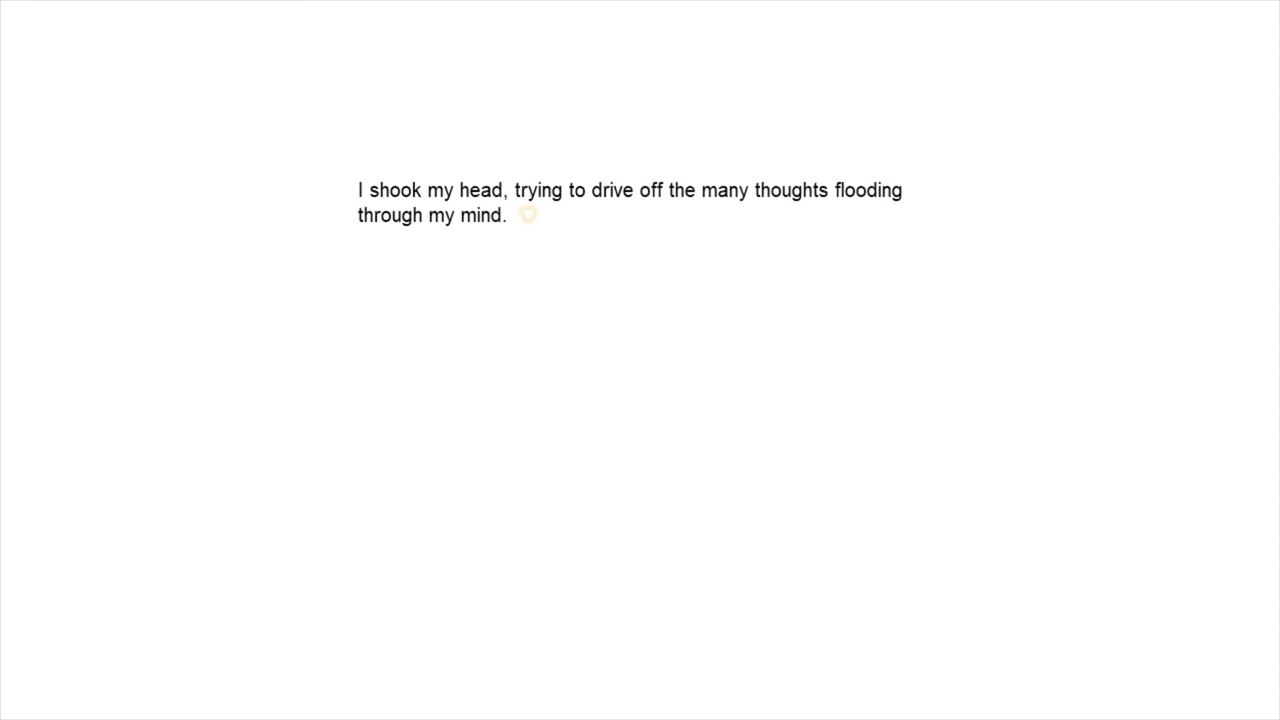 I shook my head, trying to drive off the many thoughts flooding
through my mind.